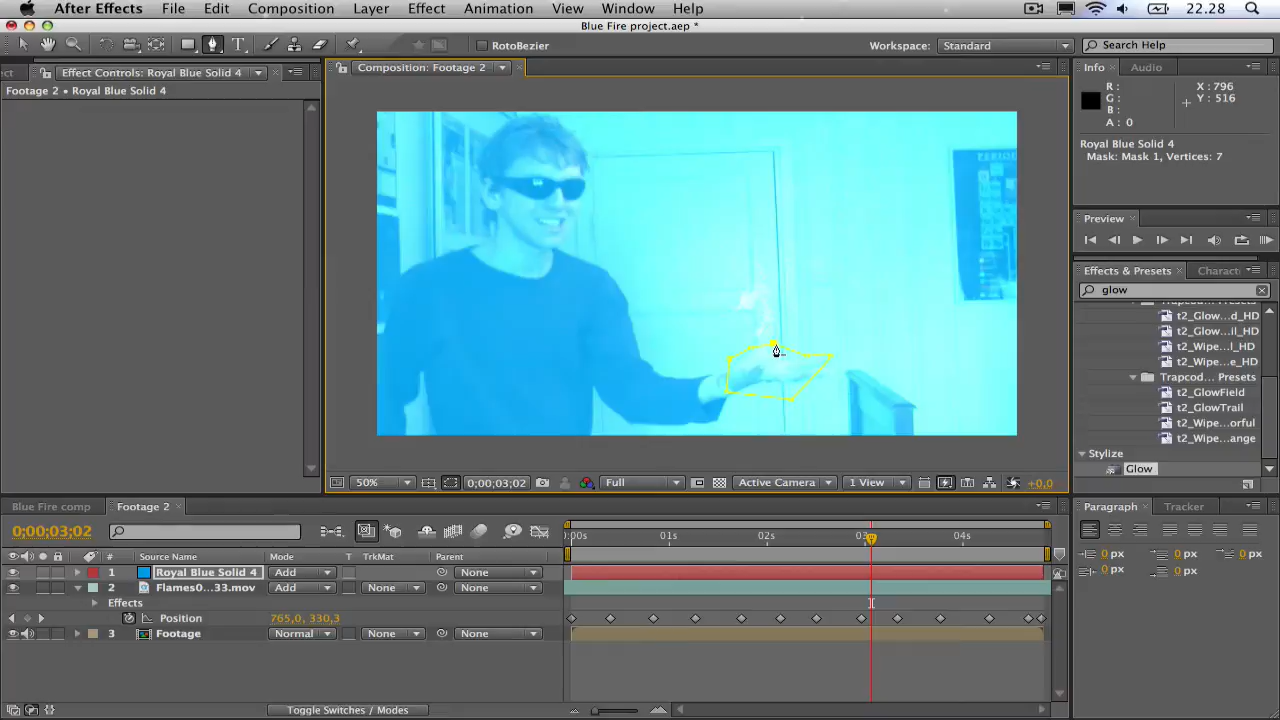 After Effects File Edit Composition Layer Effect Animation View Window Help 22.28
Blue Fire project.aep *
RotoBezier Workspace: Standard Search Help
Effect Controls: Royal Blue Solid 4
Footage 2 • Royal Blue Solid 4
Composition: Footage 2
Info Audio
R:
G:
B:
A: 0
X: 796
Y: 516
Royal Blue Solid 4
Mask: Mask 1, Vertices: 7
Preview
Effects & Presets Charact
glow
t2_Glow...d_HD
t2_Glow...il_HD
t2_Wipe...l_HD
t2_Wipe...e_HD
Trapcod... Presets
t2_GlowField
t2_GlowTrail
t2_Wipe...orful
t2_Wipe...ange
Stylize
Glow
50% 0;00;03;02 Full Active Camera 1 View +0,0
Blue Fire comp Footage 2
0;00;03;02 :00s 01s 02s 03 04s
# Source Name Mode T TrkMat Parent
1 Royal Blue Solid 4 Add None
2 Flames0...33.mov Add None None
Effects
Position 765,0, 330,3
3 Footage Normal None None
Toggle Switches / Modes
Paragraph Tracker
0 px 0 px 0 px
0 px 0 px